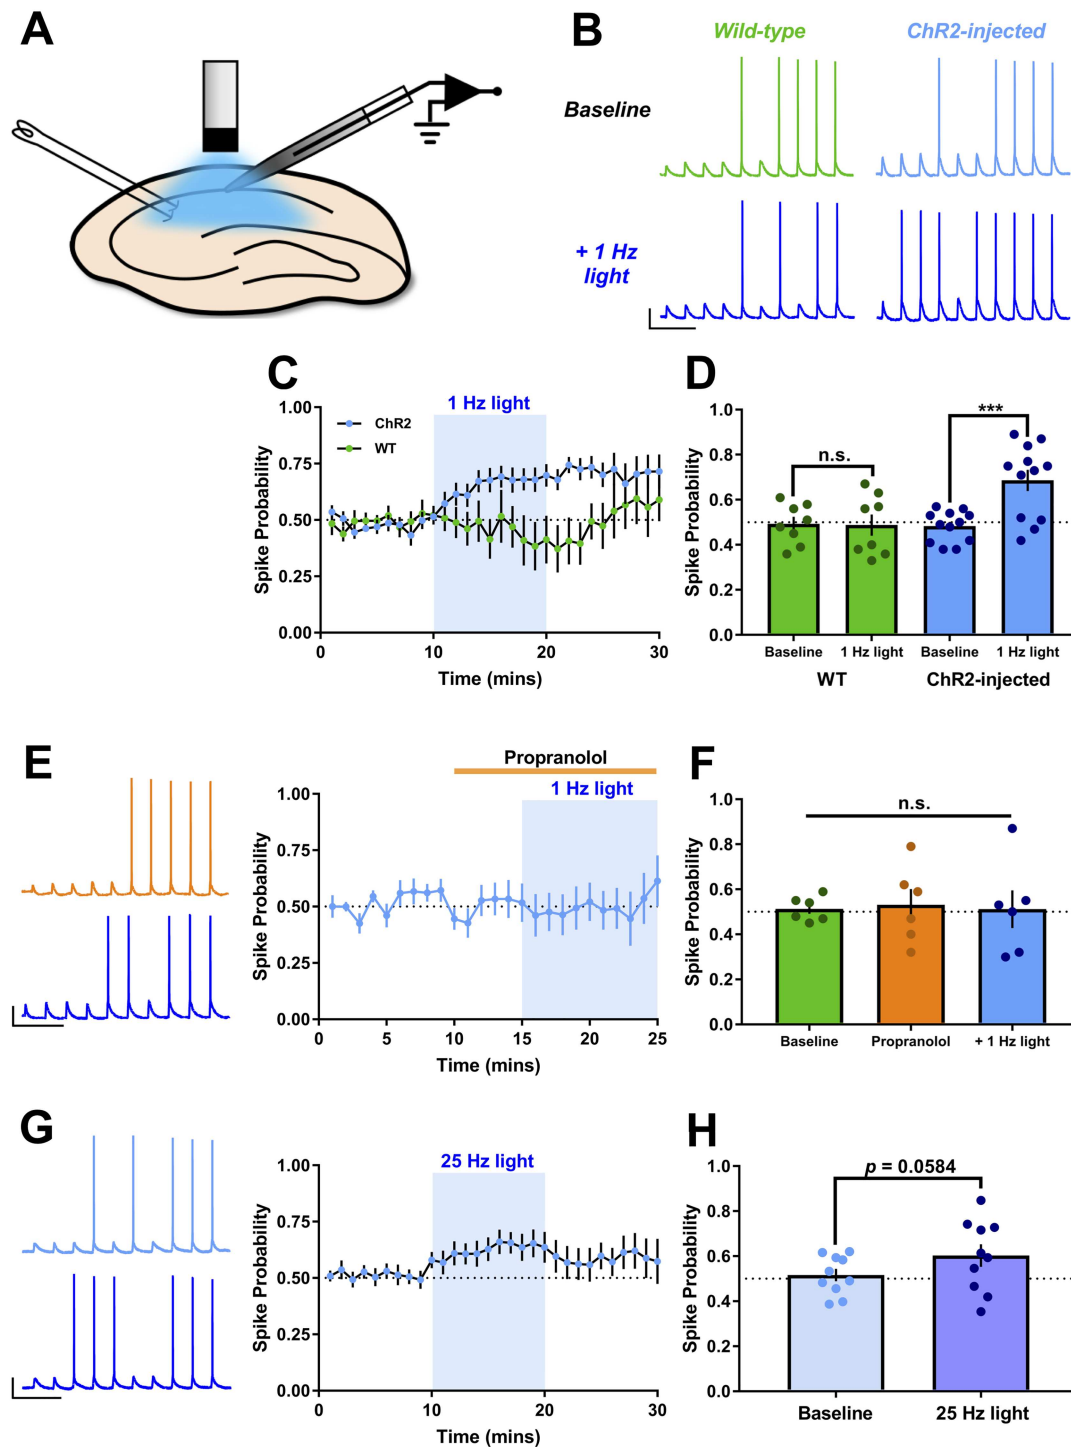 A
B
Wild-type
ChR2-injected
Baseline
+ 1 Hz
light
C
1 Hz light
ChR2
WT
1.00
0.75
0.50
0.25
0.00
Spike Probability
0
10
20
30
Time (mins)
D
***
n.s.
1.0
0.8
0.6
0.4
0.2
0.0
Spike Probability
Baseline
1 Hz light
Baseline
1 Hz light
WT
ChR2-injected
E
Propranolol
1 Hz light
1.00
0.75
0.50
0.25
0.00
Spike Probability
0
5
10
15
20
25
Time (mins)
F
n.s.
1.0
0.8
0.6
0.4
0.2
0.0
Spike Probability
Baseline
Propranolol
+ 1 Hz light
G
25 Hz light
1.00
0.75
0.50
0.25
0.00
Spike Probability
0
10
20
30
Time (mins)
H
p = 0.0584
1.0
0.8
0.6
0.4
0.2
0.0
Spike Probability
Baseline
25 Hz light